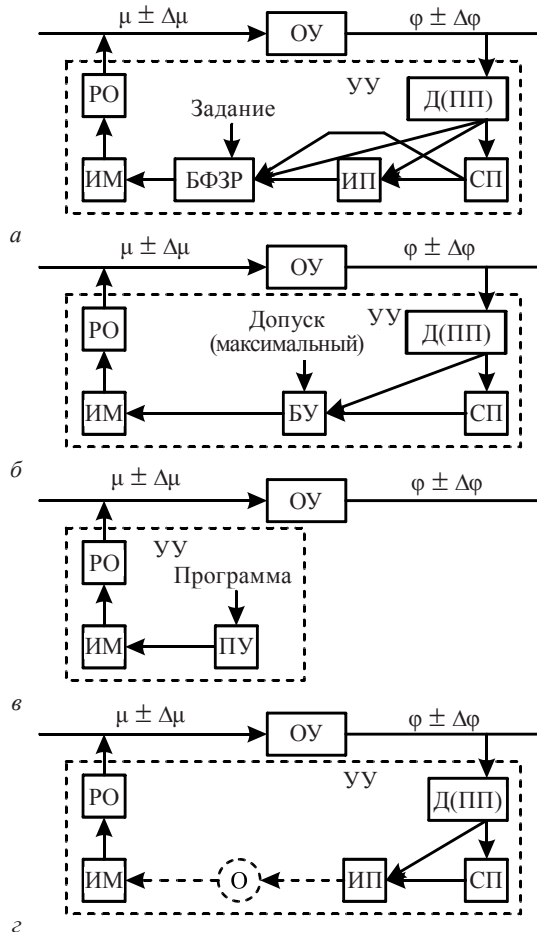 μ ± Δμ ОУ φ ± Δφ
УУ
РО Д(ПП)
Задание
ИМ БФЗР ИП СП
а
μ ± Δμ ОУ φ ± Δφ
Допуск УУ
РО (максимальный) Д(ПП)
ИМ БУ СП
б
μ ± Δμ ОУ φ ± Δφ
УУ
РО Программа
ИМ ПУ
в
μ ± Δμ ОУ φ ± Δφ
УУ
РО Д(ПП)
ИМ О ИП СП
г